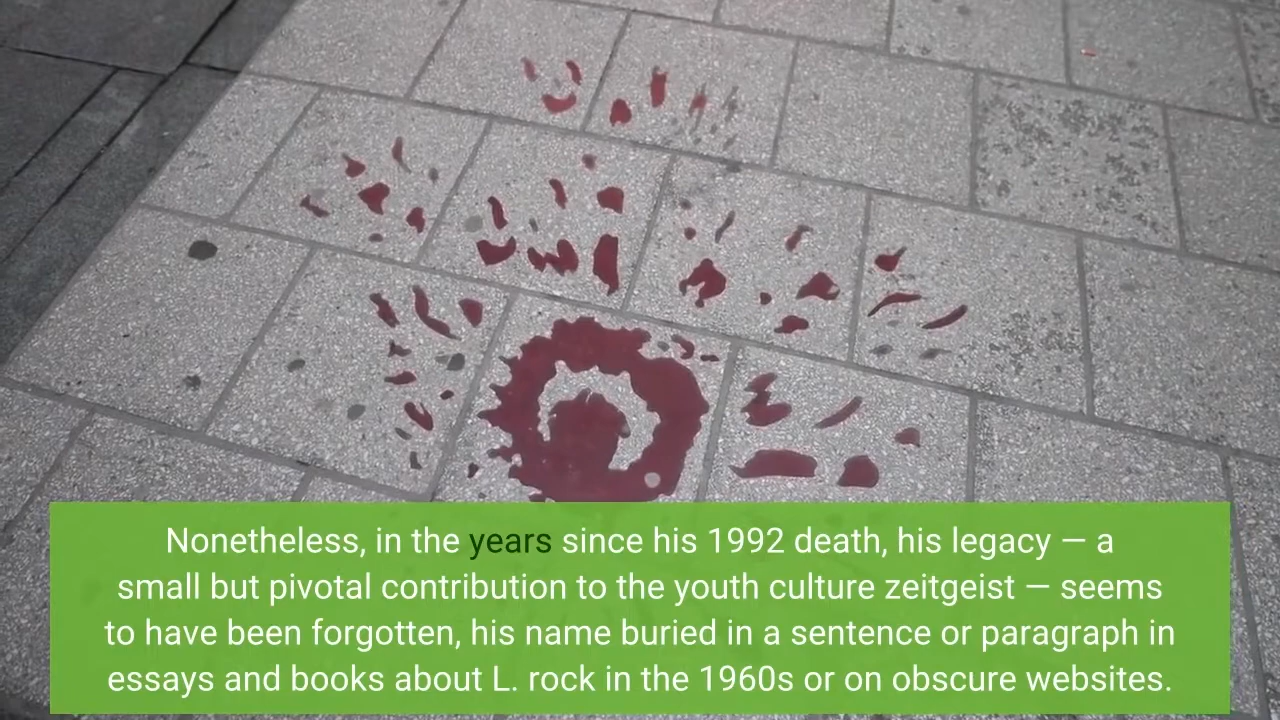 Nonetheless, in the years since his 1992 death, his legacy — a
small but pivotal contribution to the youth culture zeitgeist — seems
to have been forgotten, his name buried in a sentence or paragraph in
essays and books about L. rock in the 1960s or on obscure websites.